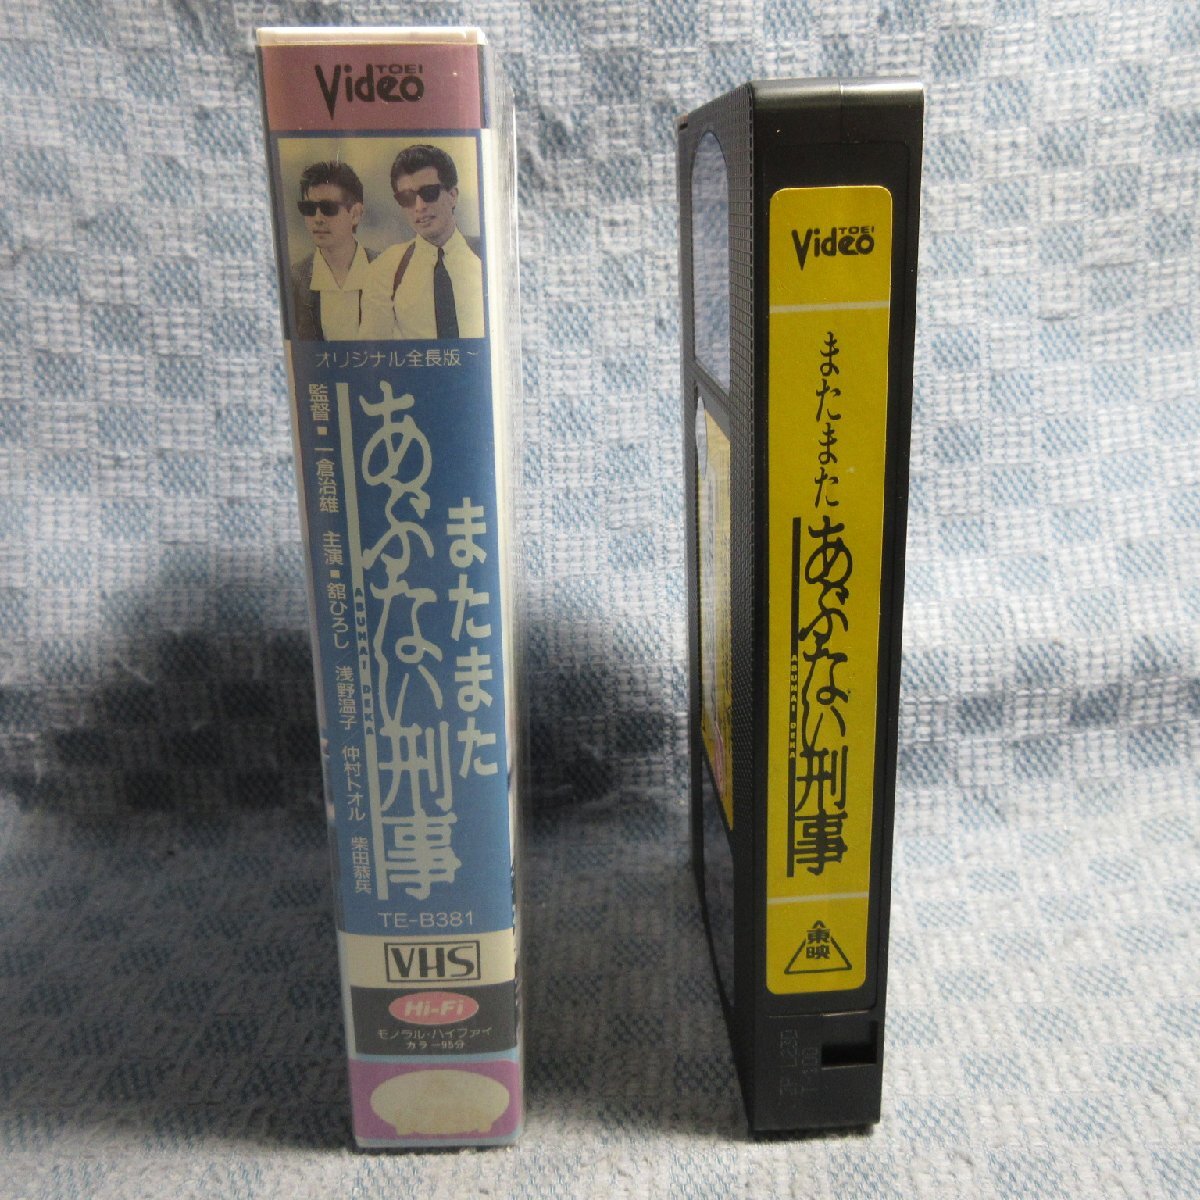 TOEI
Video
オリジナル全長版~
監督■一倉治雄 主演■舘ひろし 浅野温子 仲村トオル 柴田恭兵
またまた
あぶない刑事
ABUNAI DEKA
TE-B381
VHS
Hi-Fi
モノラル・ハイファイ
カラー95分
TOEI
Video
またまた
あぶない刑事
ABUNAI DEKA
東映